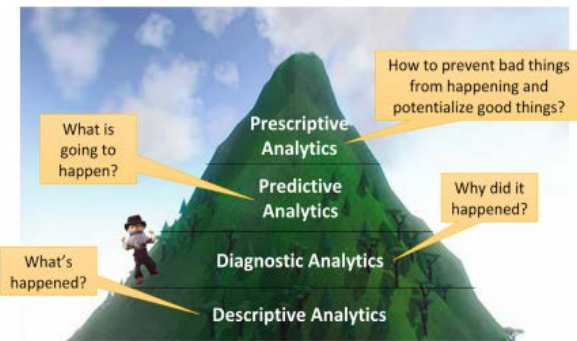 How to prevent bad things
from happening and
potentialize good things?
Prescriptive
Analytics
What is
going to
happen?
Predictive
Analytics
Why did it
happened?
Diagnostic Analytics
What's
happened?
Descriptive Analytics